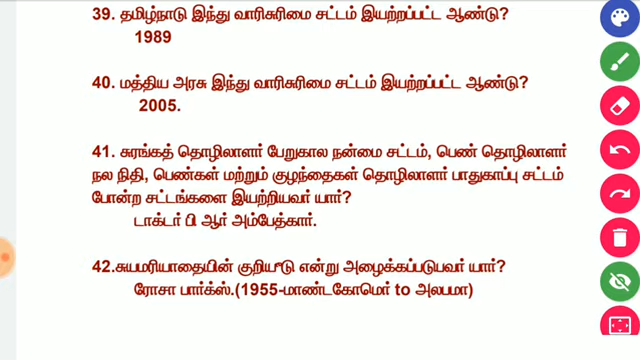 39. தமிழ்நாடு இந்து வாரிசுரிமை சட்டம் இயற்றப்பட்ட ஆண்டு?
1989
40. மத்திய அரசு இந்து வாரிசுரிமை சட்டம் இயற்றப்பட்ட ஆண்டு?
2005.
41. சுரங்கத் தொழிலாளர் பேறுகால நன்மை சட்டம், பெண் தொழிலாளர்
நல நிதி, பெண்கள் மற்றும் குழந்தைகள் தொழிலாளர் பாதுகாப்பு சட்டம்
போன்ற சட்டங்களை இயற்றியவர் யார்?
டாக்டர் பி ஆர் அம்பேத்கார்.
42.சுயமரியாதையின் குறியீடு என்று அழைக்கப்படுபவர் யார்?
ரோசா பார்க்ஸ்.(1955-மாண்டகோமெர் to அலபமா)